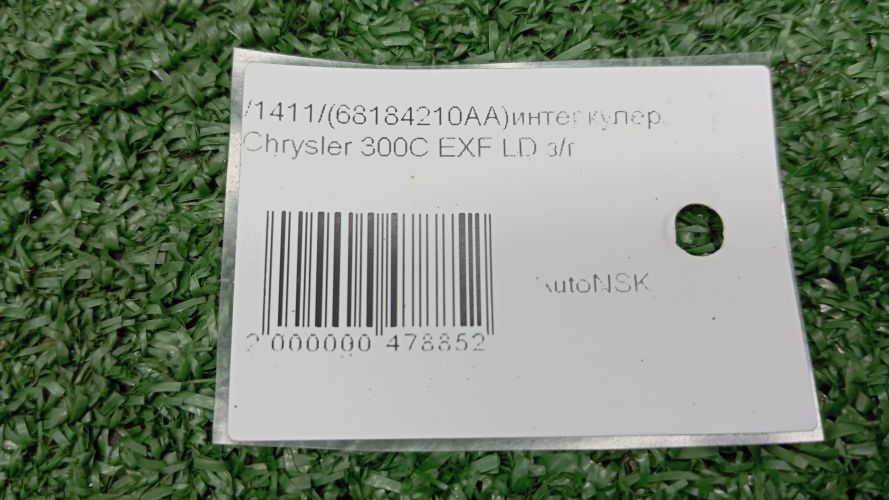 /1411/(68184210AA)интеркулер
Chrysler 300C EXF LD з/г
2 000000 478852
AutoNSK